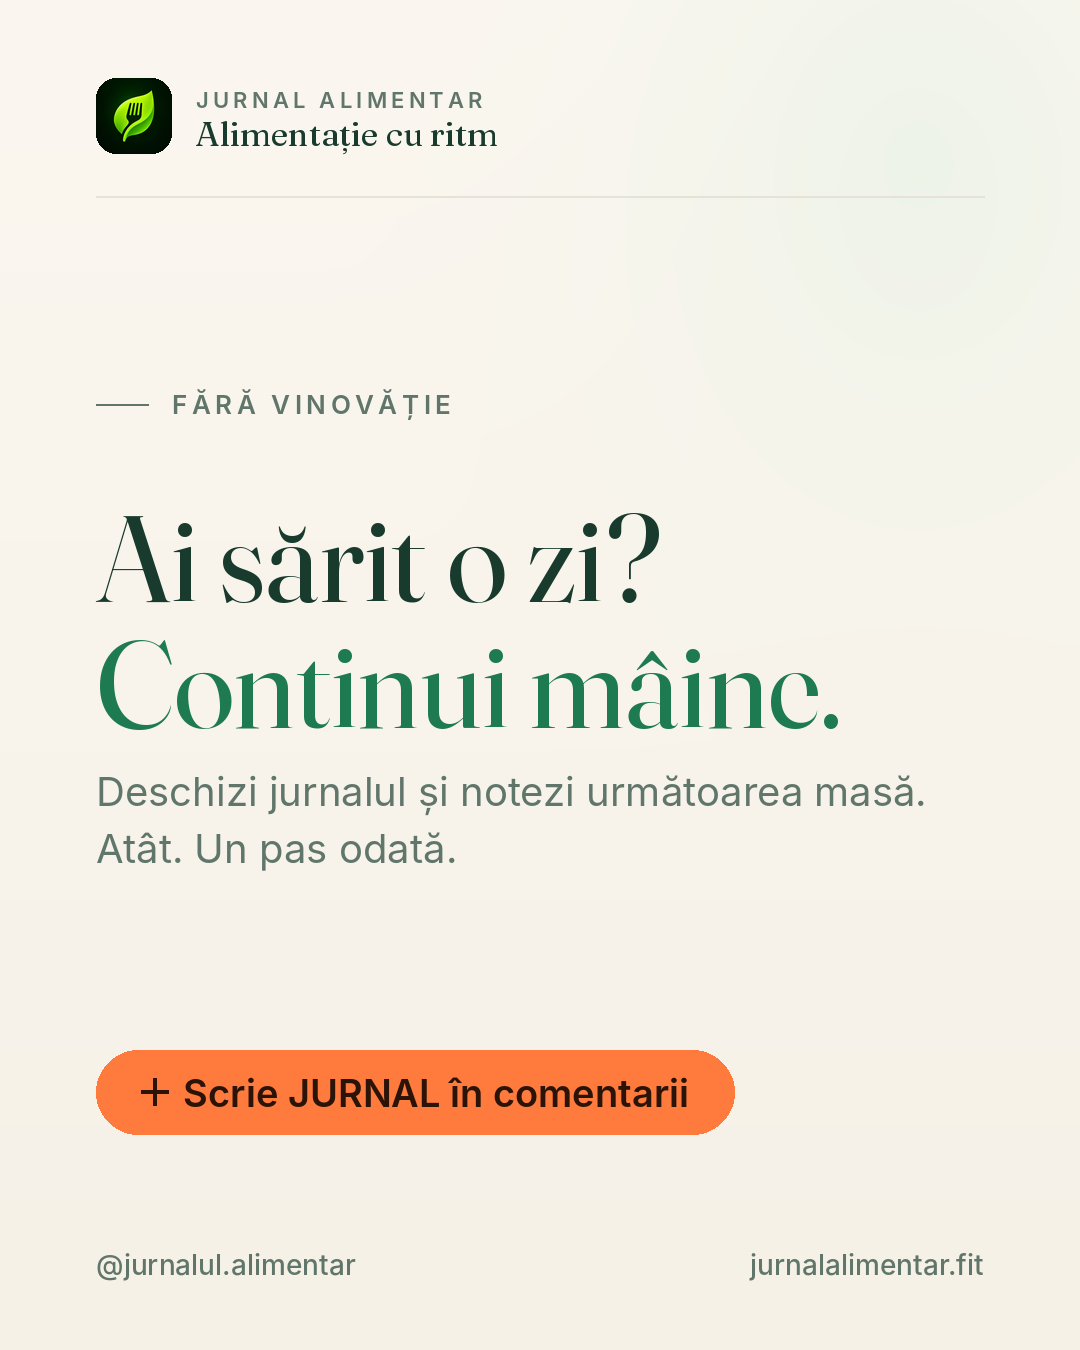 JURNAL ALIMENTAR
Alimentație cu ritm
FĂRĂ VINOVĂȚIE
Ai sărit o zi?
Continui mâine.
Deschizi jurnalul și notezi următoarea masă.
Atât. Un pas odată.
+ Scrie JURNAL în comentarii
@jurnalul.alimentar
jurnalalimentar.fit